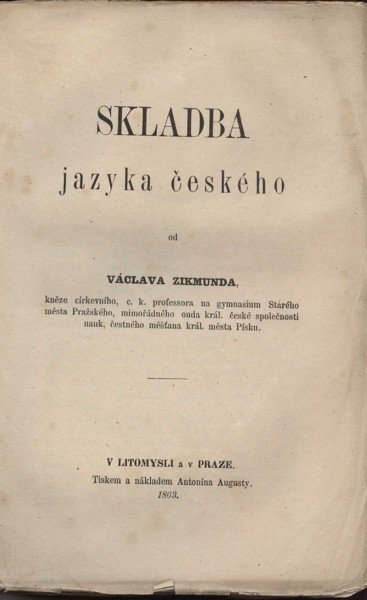 SKLADBA
jazyka českého
od
VÁCLAVA ZIKMUNDA,
kněze církevního, c. k. professora na gymnasium Starého
města Pražského, mimořádného ouda král. české společnosti
nauk, čestného měšťana král. města Písku.
V LITOMYSLI a v PRAZE.
Tiskem a nákladem Antonína Augusty.
1863.